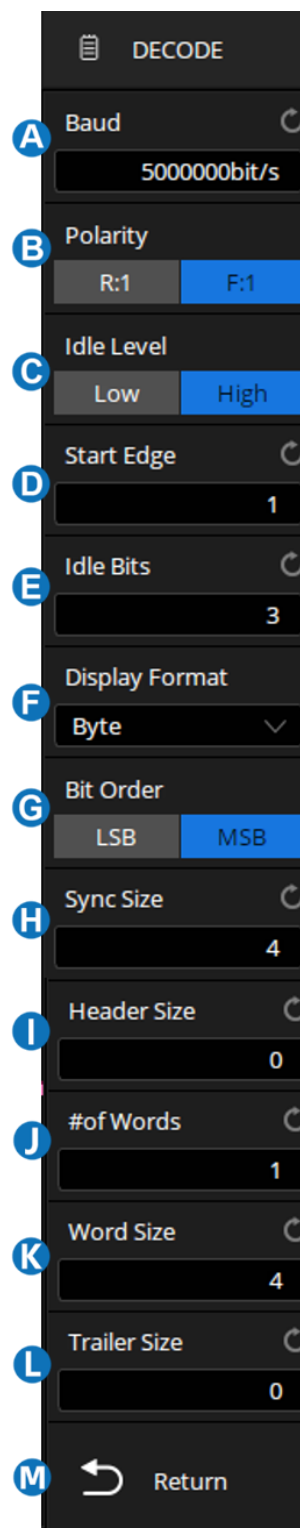 DECODE
A Baud
5000000bit/s
B Polarity
R:1 F:1
C Idle Level
Low High
D Start Edge
1
E Idle Bits
3
F Display Format
Byte
G Bit Order
LSB MSB
H Sync Size
4
I Header Size
0
J #of Words
1
K Word Size
4
L Trailer Size
0
M Return